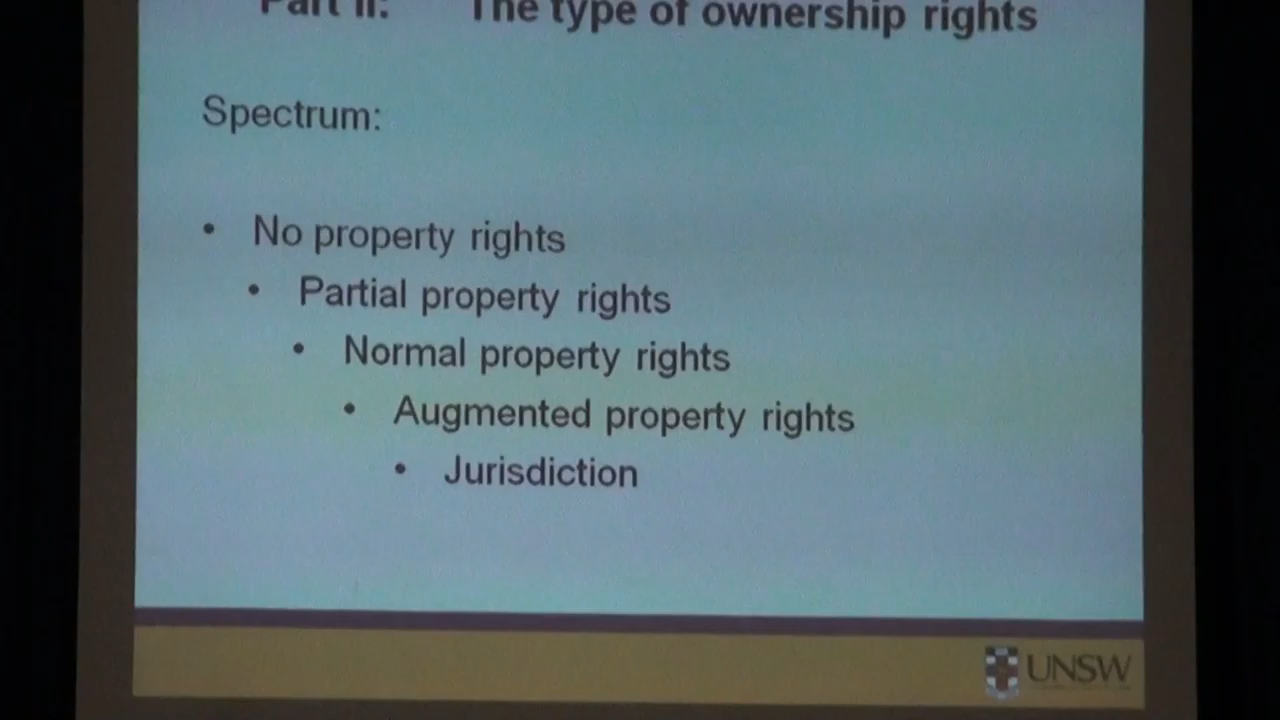 Part II: The type of ownership rights
Spectrum:
• No property rights
• Partial property rights
• Normal property rights
• Augmented property rights
• Jurisdiction
UNSW